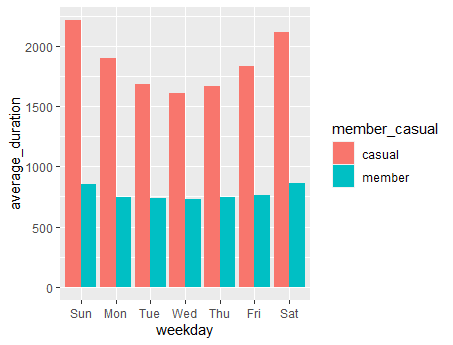 2000
1500
1000
500
0
average_duration
Sun Mon Tue Wed Thu Fri Sat
weekday
member_casual
casual
member